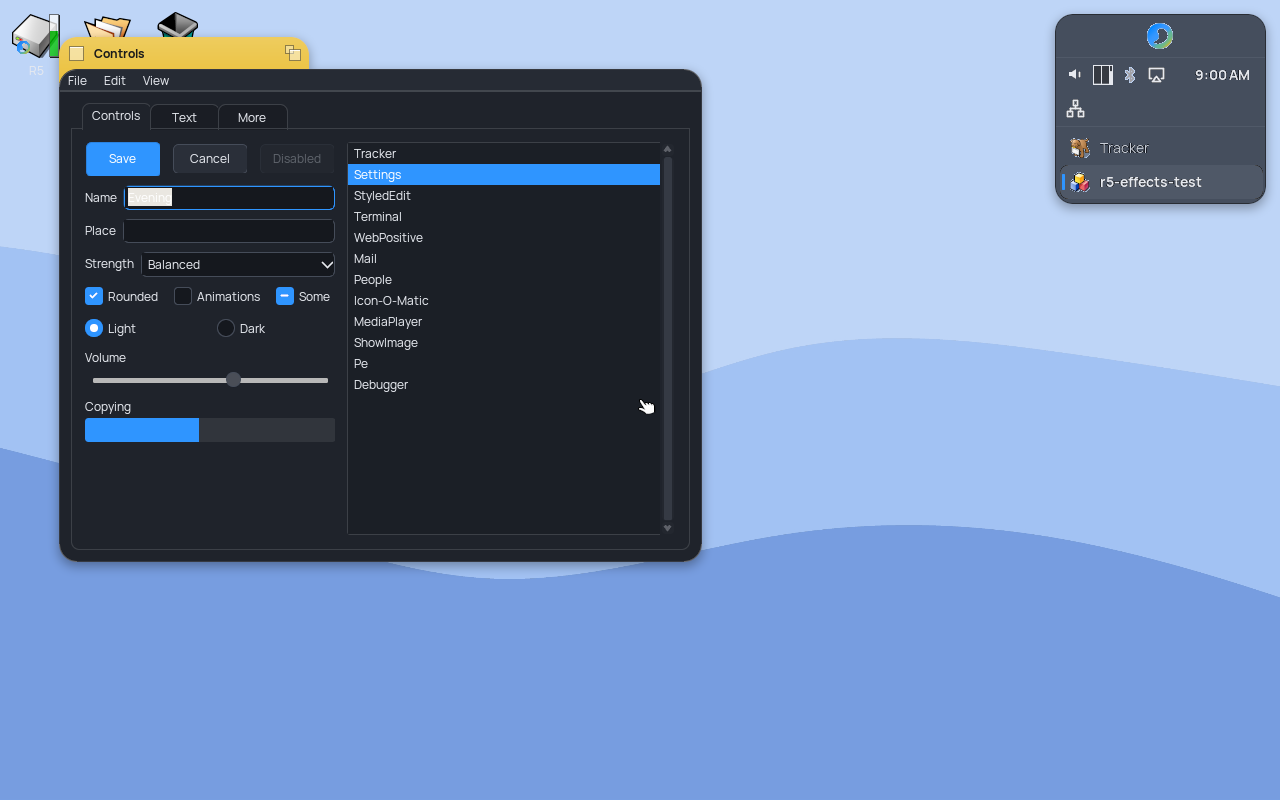 R5
Controls
File Edit View
Controls Text More
Save Cancel Disabled
Name Evening
Place
Strength Balanced
Rounded Animations Some
Light Dark
Volume
Copying
Tracker
Settings
StyledEdit
Terminal
WebPositive
Mail
People
Icon-O-Matic
MediaPlayer
ShowImage
Pe
Debugger
9:00 AM
Tracker
r5-effects-test